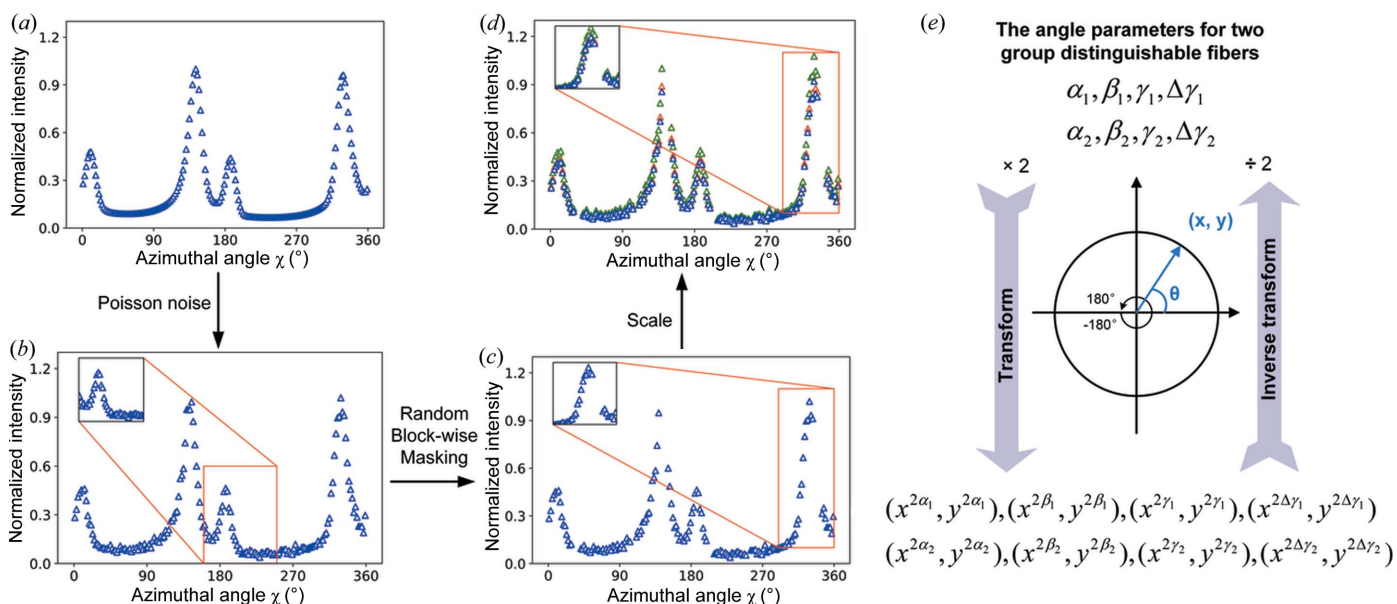 (a)
Normalized intensity
1.2
0.9
0.6
0.3
0.0
0 90 180 270 360
Azimuthal angle χ (°)
Poisson noise
(b)
Normalized intensity
1.2
0.9
0.6
0.3
0.0
0 90 180 270 360
Azimuthal angle χ (°)
Random
Block-wise
Masking
(c)
Normalized intensity
1.2
0.9
0.6
0.3
0.0
0 90 180 270 360
Azimuthal angle χ (°)
Scale
(d)
Normalized intensity
1.2
0.9
0.6
0.3
0.0
0 90 180 270 360
Azimuthal angle χ (°)
(e)
The angle parameters for two
group distinguishable fibers
α₁, β₁, γ₁, Δγ₁
α₂, β₂, γ₂, Δγ₂
× 2
÷ 2
(x, y)
θ
180°
-180°
Transform
Inverse transform
(x^{2α₁}, y^{2α₁}),(x^{2β₁}, y^{2β₁}),(x^{2γ₁}, y^{2γ₁}),(x^{2Δγ₁}, y^{2Δγ₁})
(x^{2α₂}, y^{2α₂}),(x^{2β₂}, y^{2β₂}),(x^{2γ₂}, y^{2γ₂}),(x^{2Δγ₂}, y^{2Δγ₂})